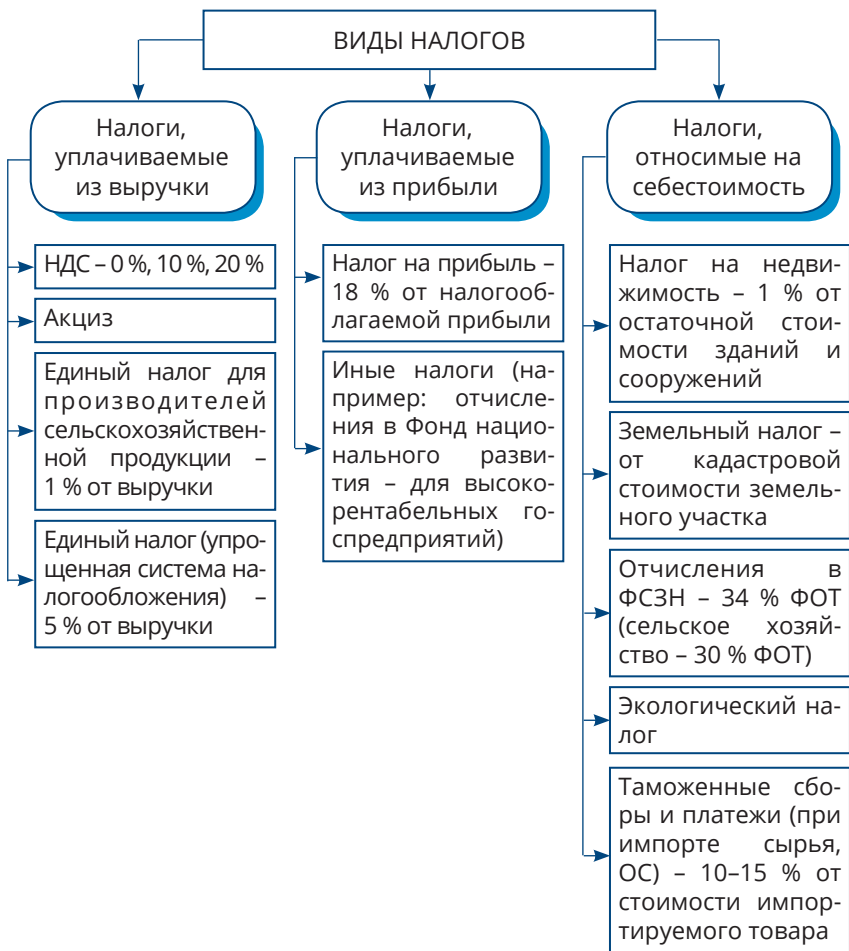 ВИДЫ НАЛОГОВ
Налоги,
уплачиваемые
из выручки
НДС – 0 %, 10 %, 20 %
Акциз
Единый налог для
производителей
сельскохозяйствен-
ной продукции –
1 % от выручки
Единый налог (упро-
щенная система на-
логообложения) –
5 % от выручки
Налоги,
уплачиваемые
из прибыли
Налог на прибыль –
18 % от налогооб-
лагаемой прибыли
Иные налоги (на-
пример: отчисле-
ния в Фонд нацио-
нального разви-
тия – для высоко-
рентабельных го-
спредприятий)
Налоги,
относимые на
себестоимость
Налог на недви-
жимость – 1 % от
остаточной стои-
мости зданий и
сооружений
Земельный налог –
от кадастровой
стоимости земель-
ного участка
Отчисления в
ФСЗН – 34 % ФОТ
(сельское хозяй-
ство – 30 % ФОТ)
Экологический на-
лог
Таможенные сбо-
ры и платежи (при
импорте сырья,
ОС) – 10–15 % от
стоимости импор-
тируемого товара